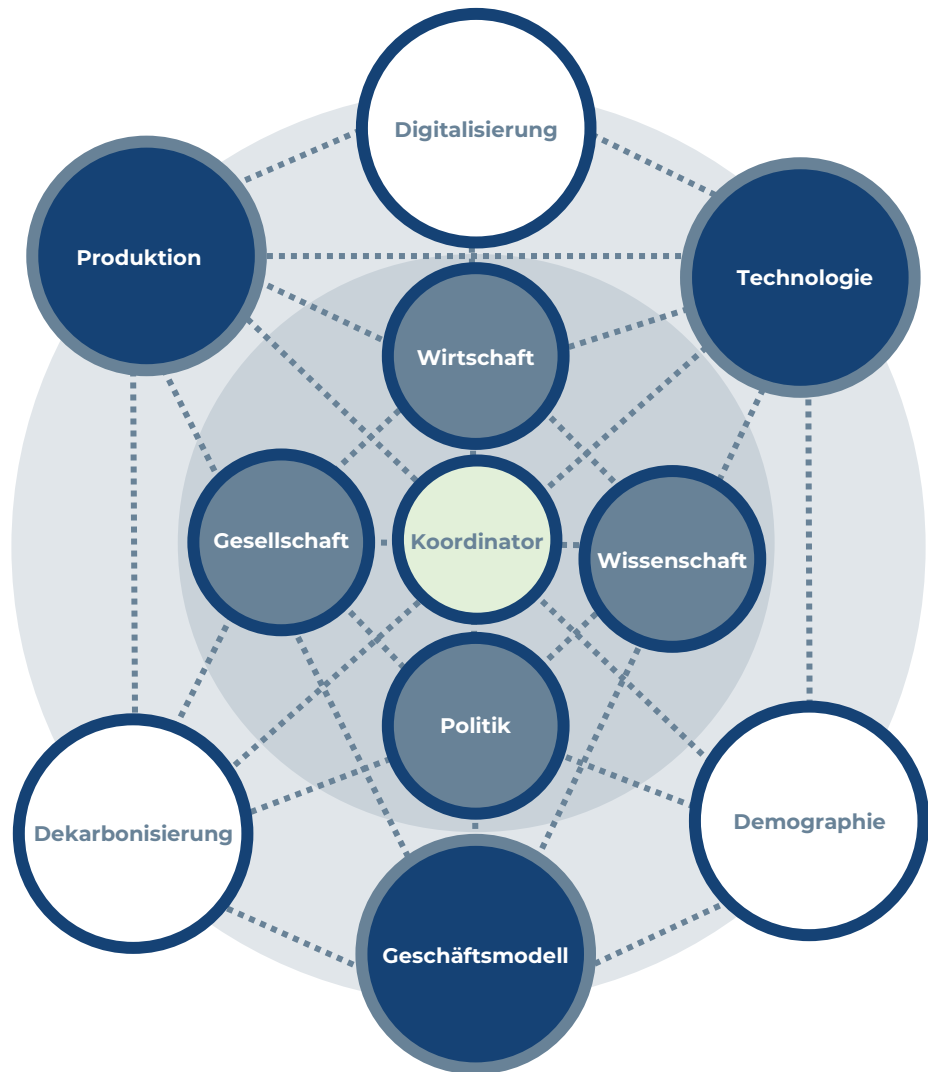 Digitalisierung
Produktion
Technologie
Wirtschaft
Gesellschaft
Koordinator
Wissenschaft
Politik
Dekarbonisierung
Demographie
Geschäftsmodell